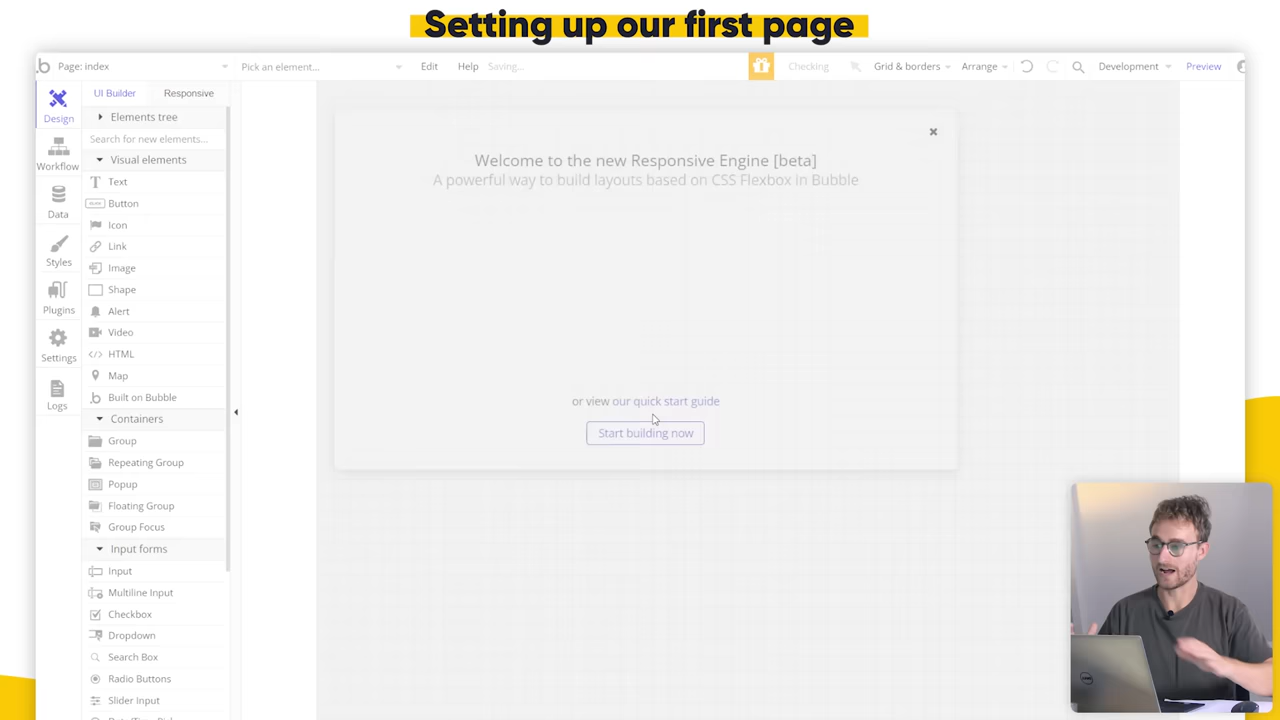 Setting up our first page
Page: index
Pick an element...
Edit
Help
Saving...
Checking
Grid & borders
Arrange
Development
Preview
Design
Workflow
Data
Styles
Plugins
Settings
Logs
UI Builder
Responsive
Elements tree
Search for new elements...
Visual elements
Text
Button
Icon
Link
Image
Shape
Alert
Video
</> HTML
Map
Built on Bubble
Containers
Group
Repeating Group
Popup
Floating Group
Group Focus
Input forms
Input
Multiline Input
Checkbox
Dropdown
Search Box
Radio Buttons
Slider Input
Welcome to the new Responsive Engine [beta]
A powerful way to build layouts based on CSS Flexbox in Bubble
or view our quick start guide
Start building now